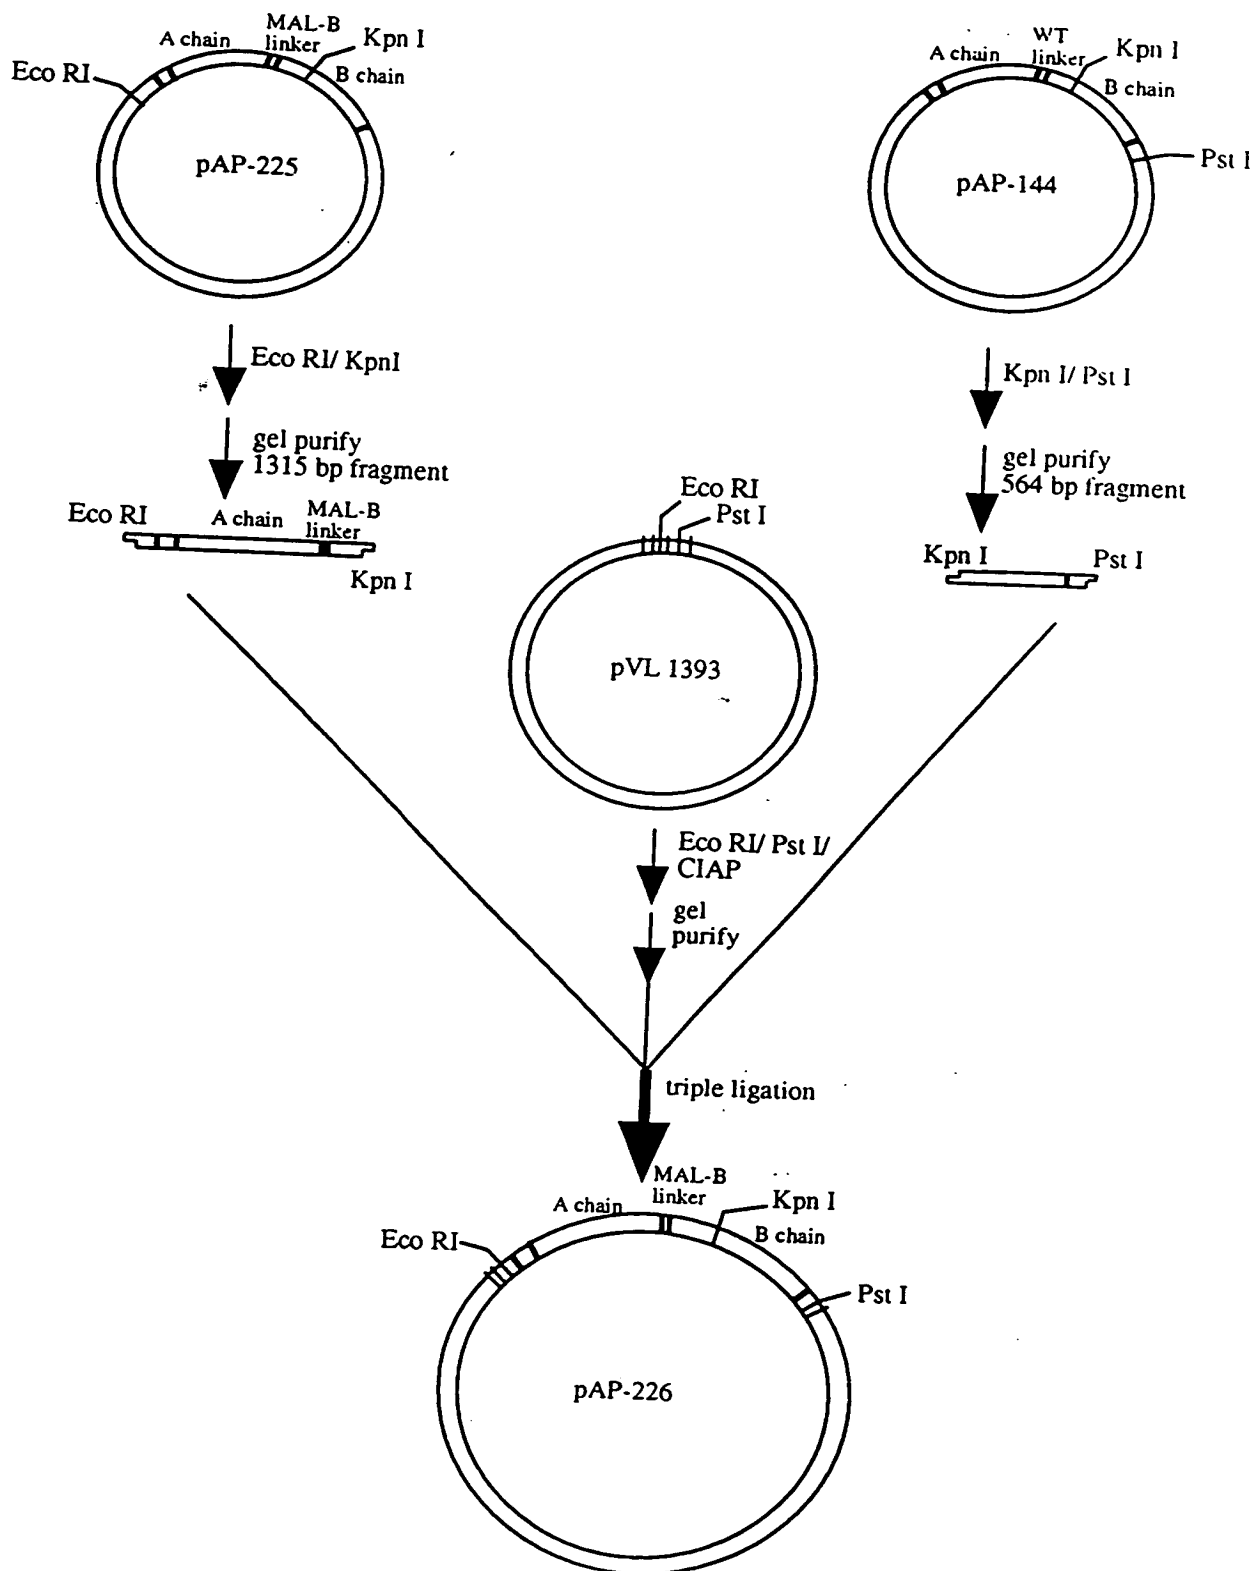 A chain
MAL-B
linker
Kpn I
Eco RI
B chain
pAP-225
A chain
WT
linker
Kpn I
B chain
Pst I
pAP-144
Eco RI/ KpnI
gel purify
1315 bp fragment
Kpn I/ Pst I
gel purify
564 bp fragment
Eco RI
A chain
MAL-B
linker
Kpn I
Eco RI
Pst I
Kpn I
Pst I
pVL 1393
Eco RI/ Pst I/
CIAP
gel
purify
triple ligation
A chain
MAL-B
linker
Kpn I
Eco RI
B chain
Pst I
pAP-226